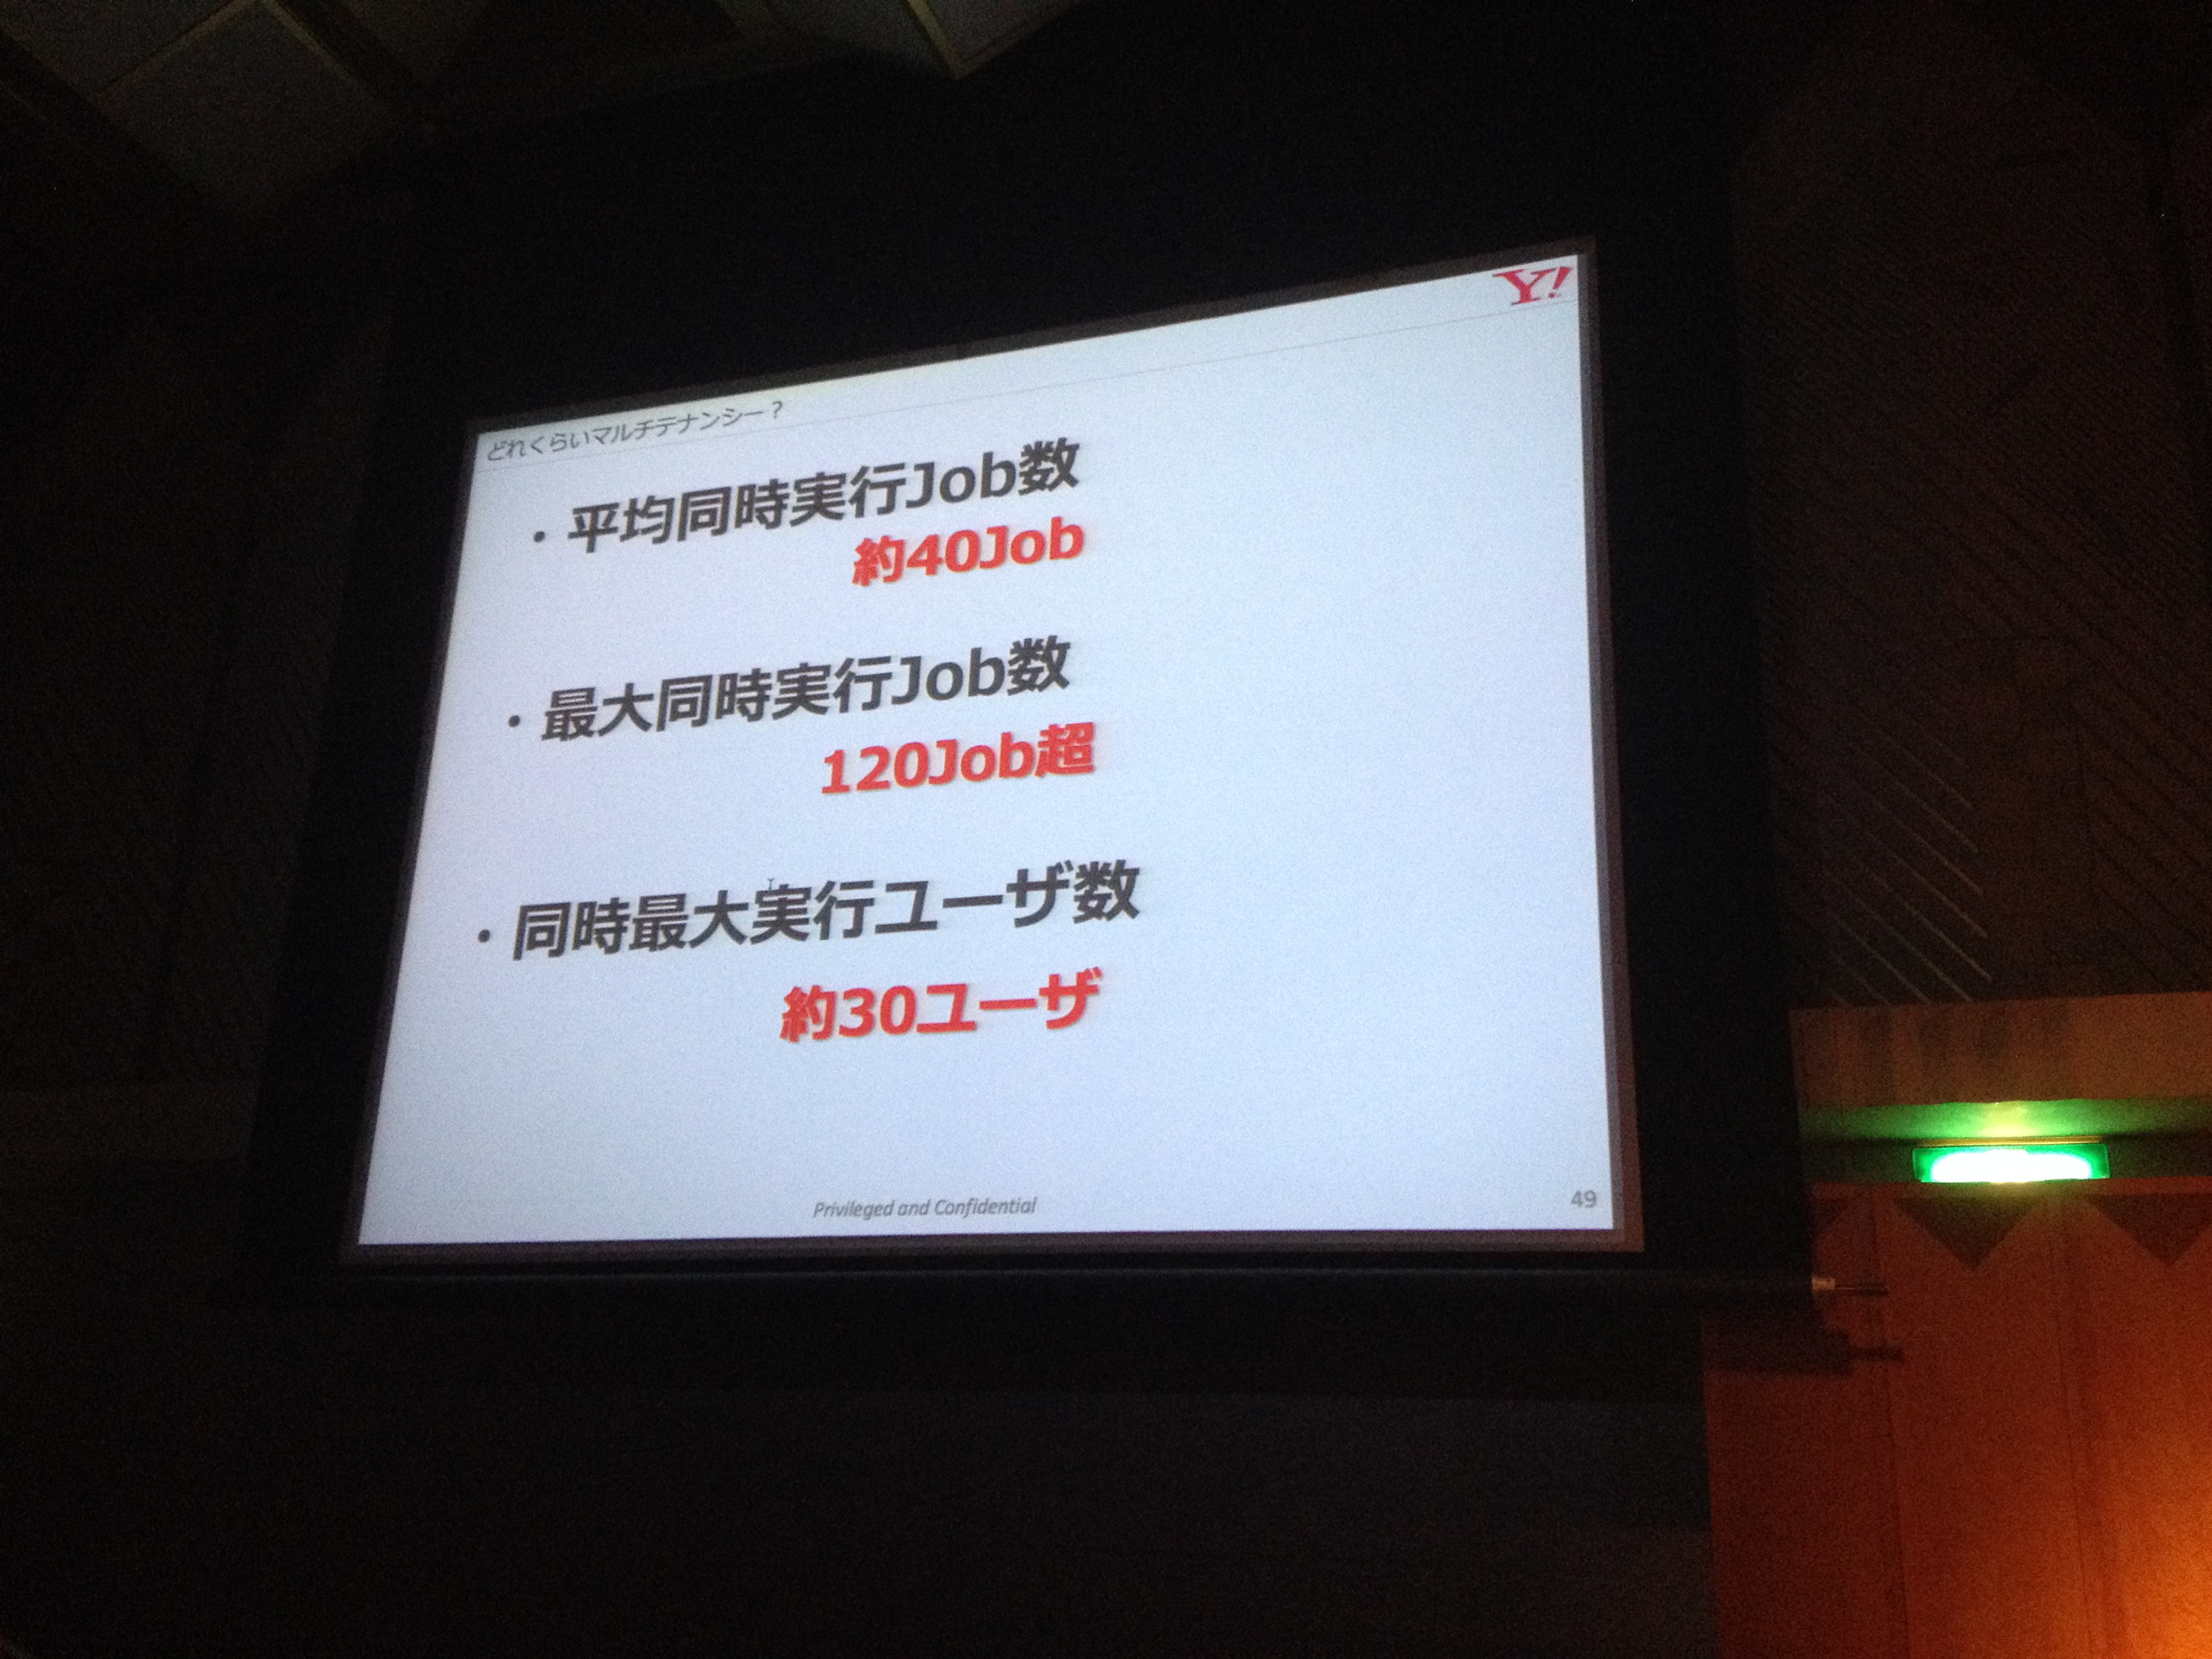 Y!
どれくらいマルチテナンシー？
・平均同時実行Job数
約40Job
・最大同時実行Job数
120Job超
・同時最大実行ユーザ数
約30ユーザ
Privileged and Confidential
49